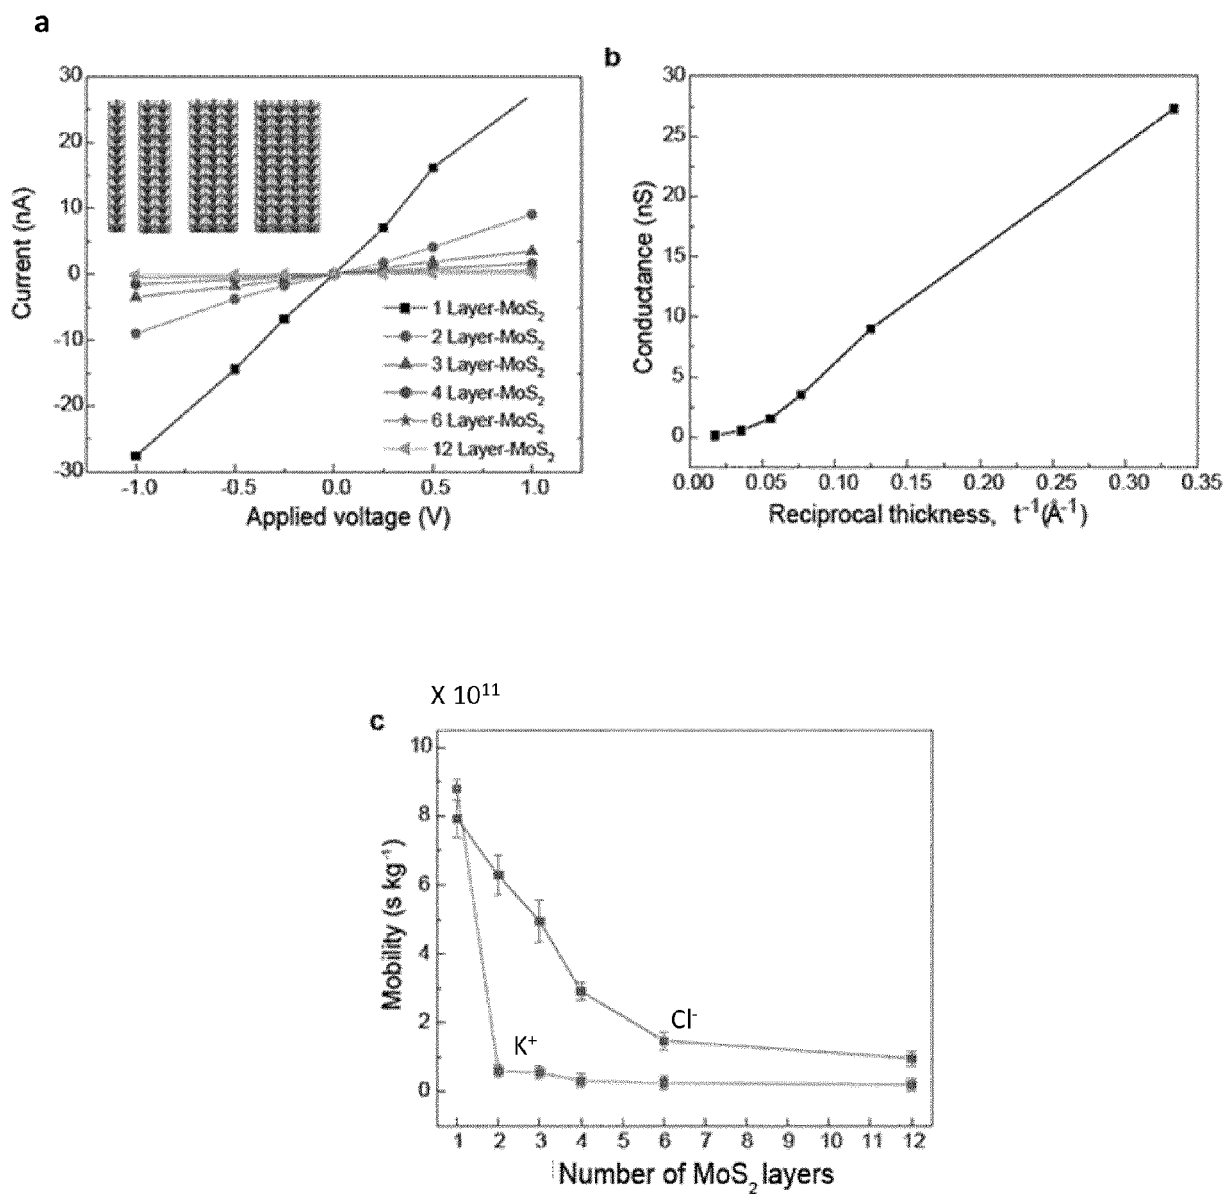 a
30
20
10
0
-10
-20
-30
-1.0 -0.5 0.0 0.5 1.0
Current (nA)
Applied voltage (V)
1 Layer-MoS₂
2 Layer-MoS₂
3 Layer-MoS₂
4 Layer-MoS₂
6 Layer-MoS₂
12 Layer-MoS₂
b
30
25
20
15
10
5
0
0.00 0.05 0.10 0.15 0.20 0.25 0.30 0.35
Conductance (nS)
Reciprocal thickness, t⁻¹(Å⁻¹)
X 10¹¹
c
10
8
6
4
2
0
1 2 3 4 5 6 7 8 9 10 11 12
Mobility (s kg⁻¹)
K⁺
Cl⁻
Number of MoS₂ layers